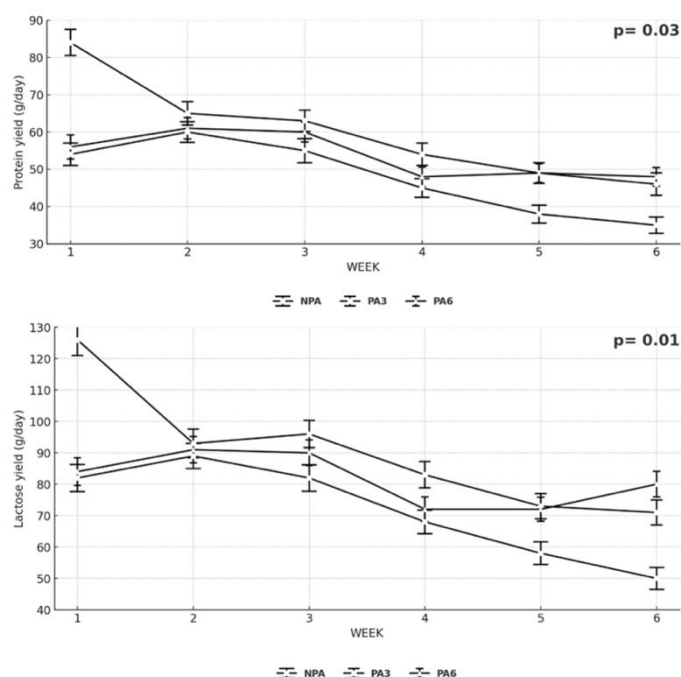 90
p= 0.03
80
70
60
50
40
30
Protein yield (g/day)
1 2 3 4 5 6
WEEK
NPA PA3 PA6
130
p= 0.01
120
110
100
90
80
70
60
50
40
Lactose yield (g/day)
1 2 3 4 5 6
WEEK
NPA PA3 PA6